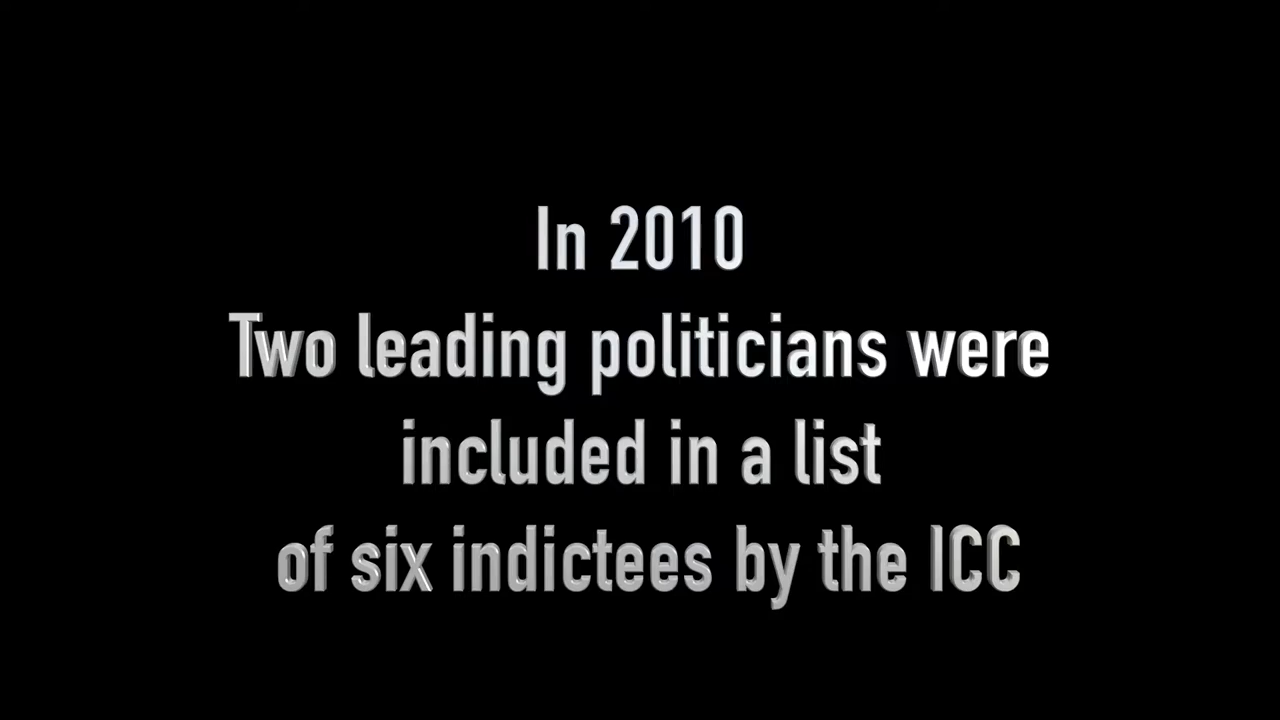 In 2010
Two leading politicians were
included in a list
of six indictees by the ICC